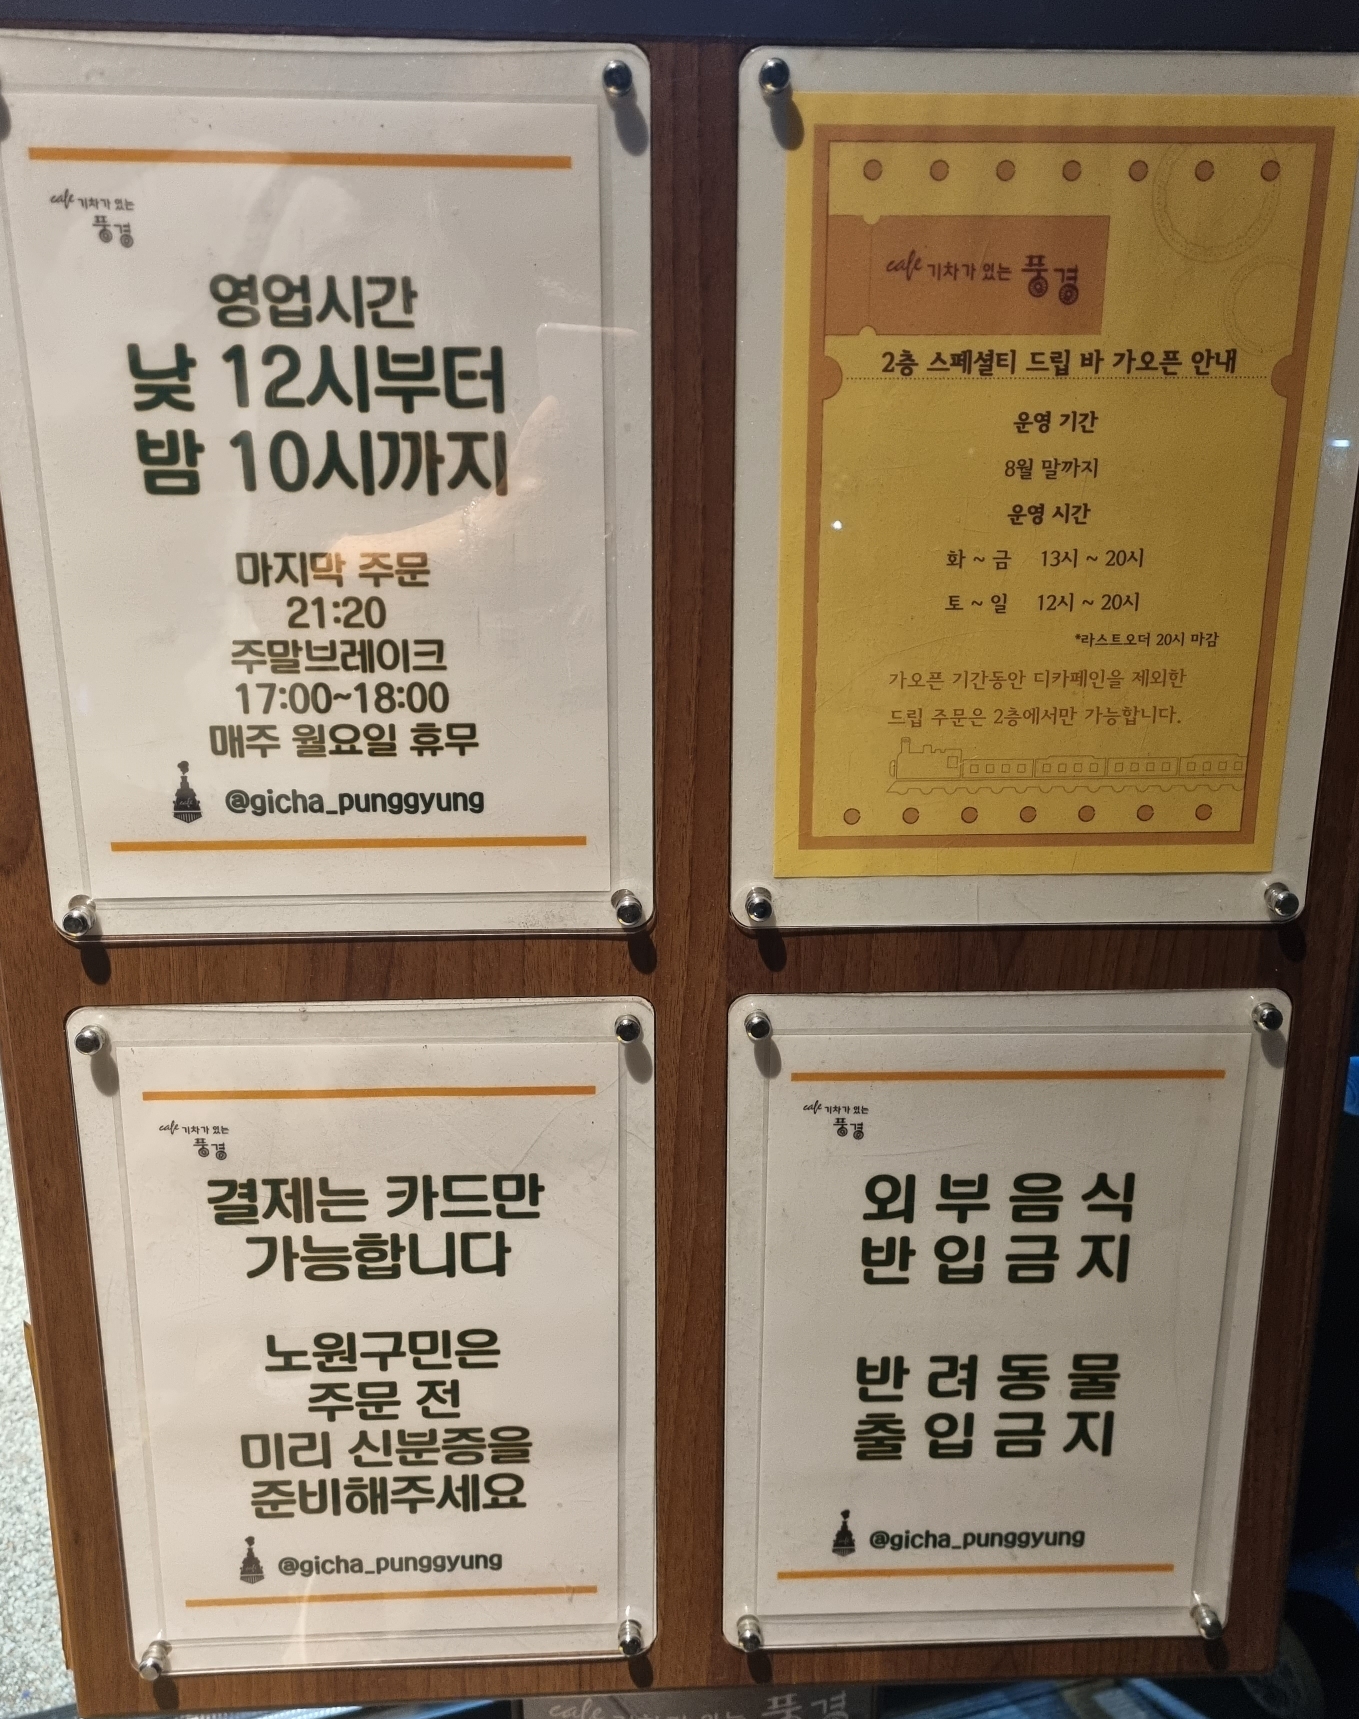 cafe 기차가 있는
풍경
영업시간
낮 12시부터
밤 10시까지
마지막 주문
21:20
주말브레이크
17:00~18:00
매주 월요일 휴무
@gicha_punggyung
cafe 기차가 있는 풍경
2층 스페셜티 드립 바 가오픈 안내
운영 기간
8월 말까지
운영 시간
화 ~ 금 13시 ~ 20시
토 ~ 일 12시 ~ 20시
*라스트오더 20시 마감
가오픈 기간동안 디카페인을 제외한
드립 주문은 2층에서만 가능합니다.
cafe 기차가 있는
풍경
결제는 카드만
가능합니다
노원구민은
주문 전
미리 신분증을
준비해주세요
@gicha_punggyung
cafe 기차가 있는
풍경
외부음식
반입금지
반려동물
출입금지
@gicha_punggyung
cafe 기차가 있는 풍경